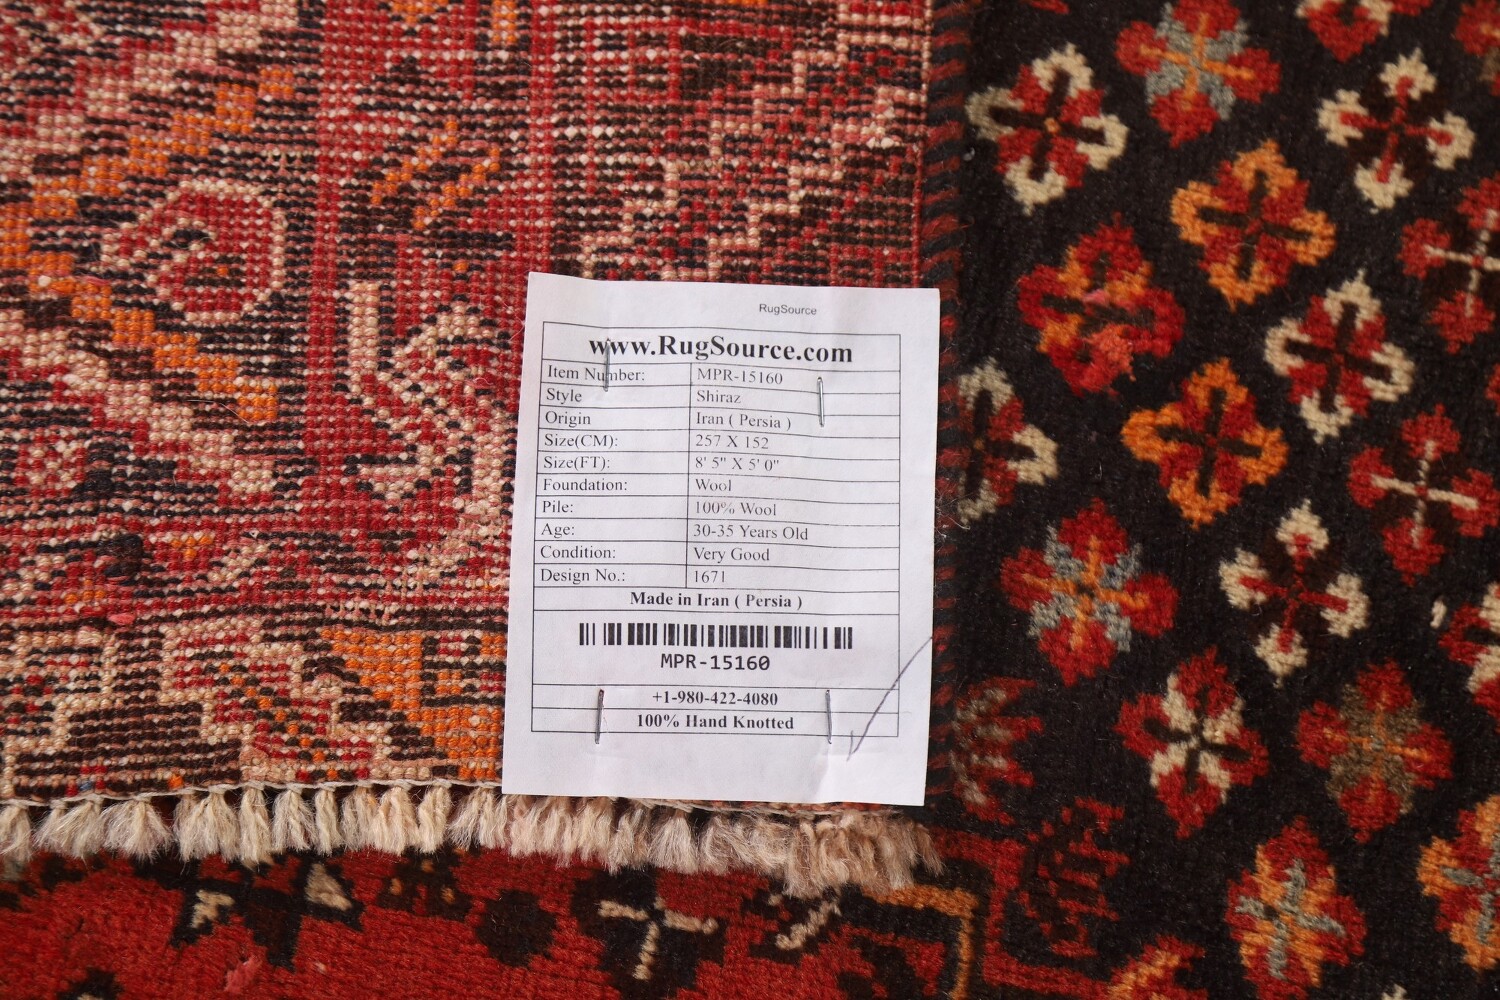 RugSource
www.RugSource.com
Item Number: MPR-15160
Style Shiraz
Origin Iran ( Persia )
Size(CM): 257 X 152
Size(FT): 8' 5" X 5' 0"
Foundation: Wool
Pile: 100% Wool
Age: 30-35 Years Old
Condition: Very Good
Design No.: 1671
Made in Iran ( Persia )
MPR-15160
+1-980-422-4080
100% Hand Knotted